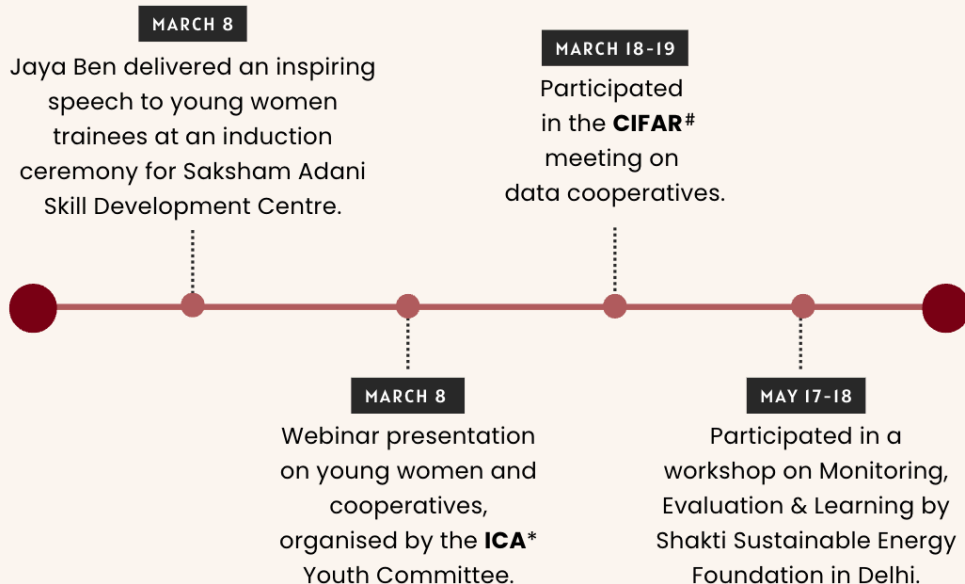 MARCH 8
Jaya Ben delivered an inspiring
speech to young women
trainees at an induction
ceremony for Saksham Adani
Skill Development Centre.
MARCH 8
Webinar presentation
on young women and
cooperatives,
organised by the ICA*
Youth Committee.
MARCH 18-19
Participated
in the CIFAR#
meeting on
data cooperatives.
MAY 17-18
Participated in a
workshop on Monitoring,
Evaluation & Learning by
Shakti Sustainable Energy
Foundation in Delhi.